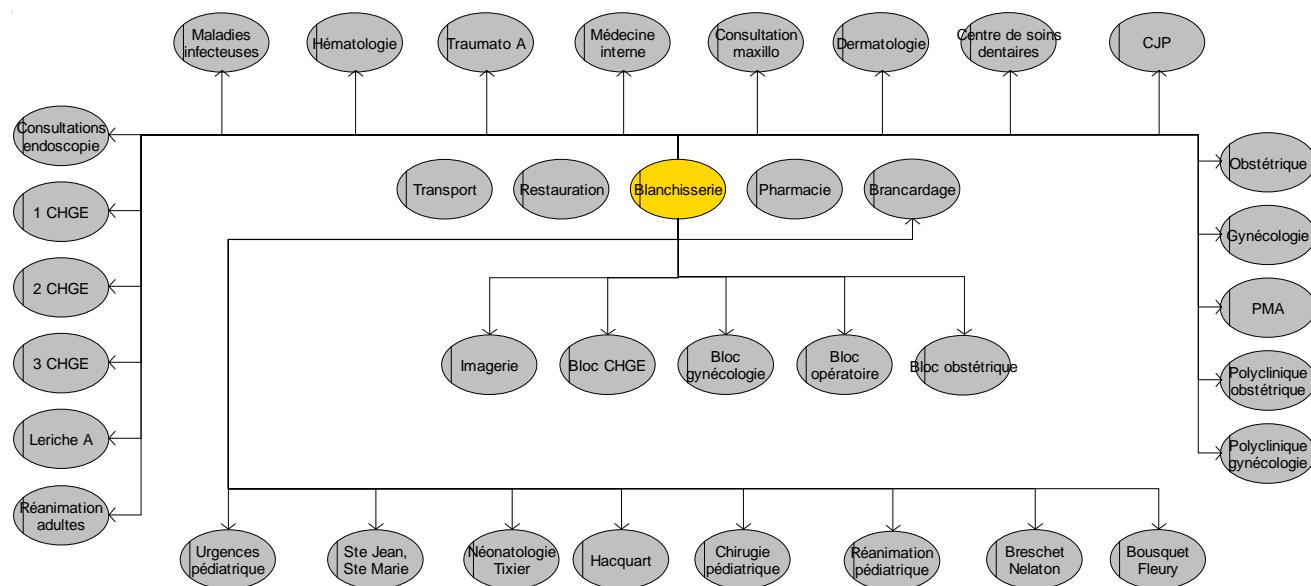 Maladies
infecteuses
Hématologie
Traumato A
Médecine
interne
Consultation
maxillo
Dermatologie
Centre de soins
dentaires
CJP
Consultations
endoscopie
1 CHGE
2 CHGE
3 CHGE
Leriche A
Réanimation
adultes
Transport
Restauration
Blanchisserie
Pharmacie
Brancardage
Obstétrique
Gynécologie
PMA
Polyclinique
obstétrique
Polyclinique
gynécologie
Imagerie
Bloc CHGE
Bloc
gynécologie
Bloc
opératoire
Bloc obstétrique
Urgences
pédiatrique
Ste Jean,
Ste Marie
Néonatologie
Tixier
Hacquart
Chirugie
pédiatrique
Réanimation
pédiatrique
Breschet
Nelaton
Bousquet
Fleury